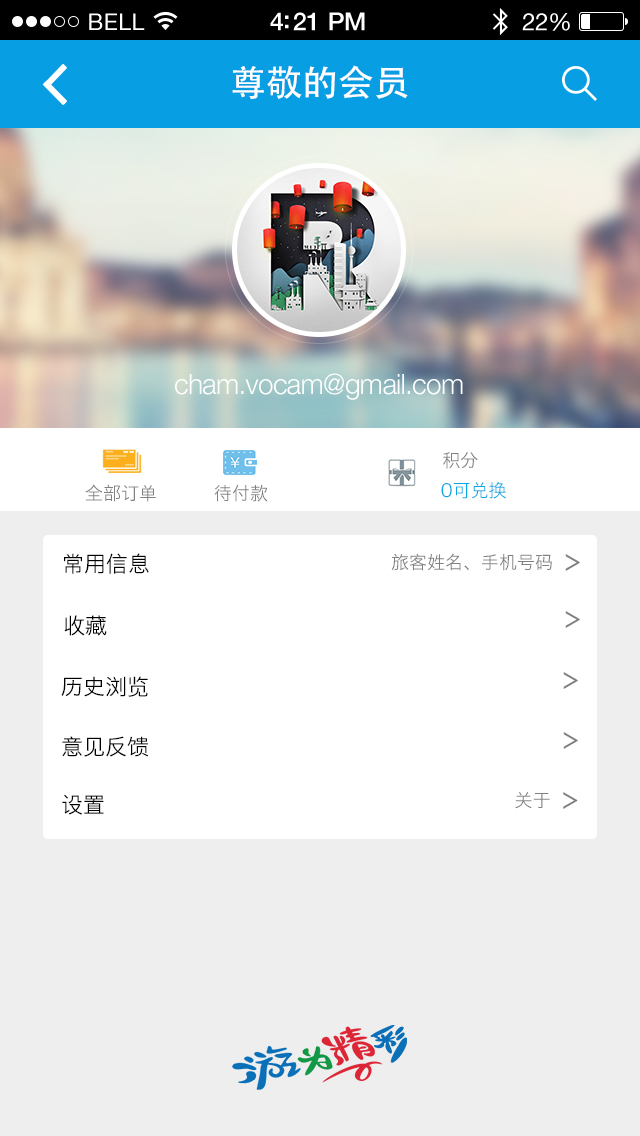 BELL 4:21 PM 22%
尊敬的会员
cham.vocam@gmail.com
全部订单 待付款 积分
0可兑换
常用信息 旅客姓名、手机号码 >
收藏 >
历史浏览 >
意见反馈 >
设置 关于 >
游为精彩